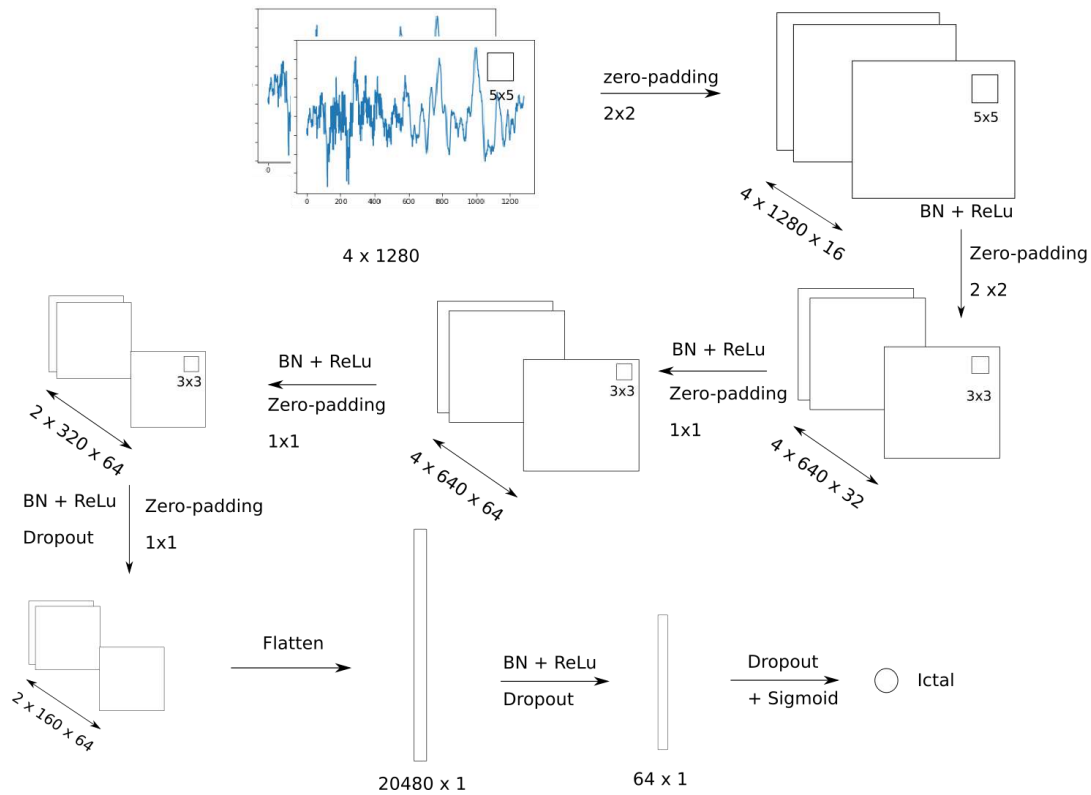 5x5
0
0
200
400
600
800
1000
1200
4 x 1280
zero-padding
2x2
5x5
4 x 1280 x 16
BN + ReLu
Zero-padding
2 x2
3x3
4 x 640 x 32
BN + ReLu
Zero-padding
1x1
3x3
4 x 640 x 64
BN + ReLu
Zero-padding
1x1
3x3
2 x 320 x 64
BN + ReLu
Dropout
Zero-padding
1x1
2 x 160 x 64
Flatten
20480 x 1
BN + ReLu
Dropout
64 x 1
Dropout
+ Sigmoid
Ictal